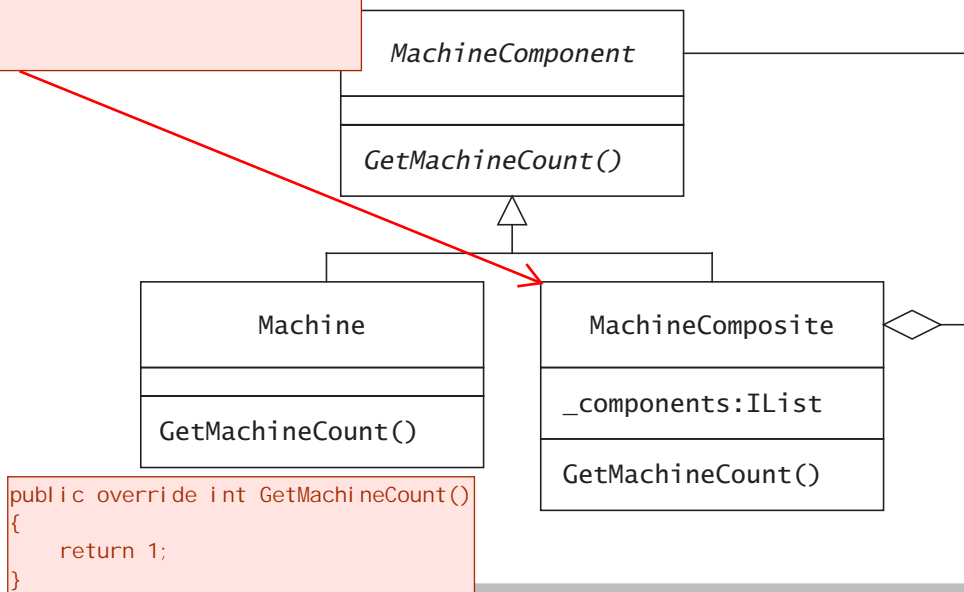 MachineComponent
GetMachineCount()
Machine
GetMachineCount()
MachineComposite
_components:IList
GetMachineCount()
public override int GetMachineCount()
{
return 1;
}